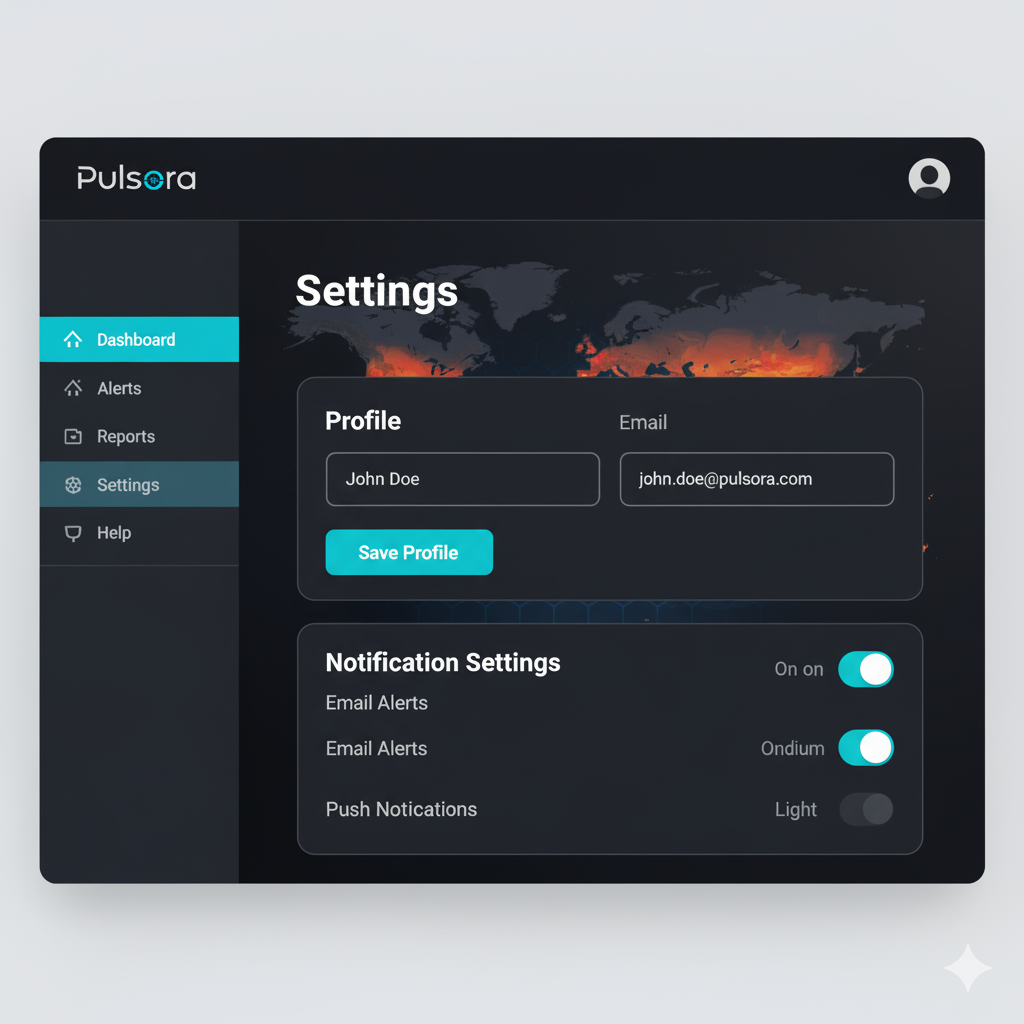 Pulsora
Settings
Dashboard
Alerts
Reports
Settings
Help
Profile
Email
John Doe
john.doe@pulsora.com
Save Profile
Notification Settings
On on
Email Alerts
Email Alerts
Ondium
Push Notications
Light